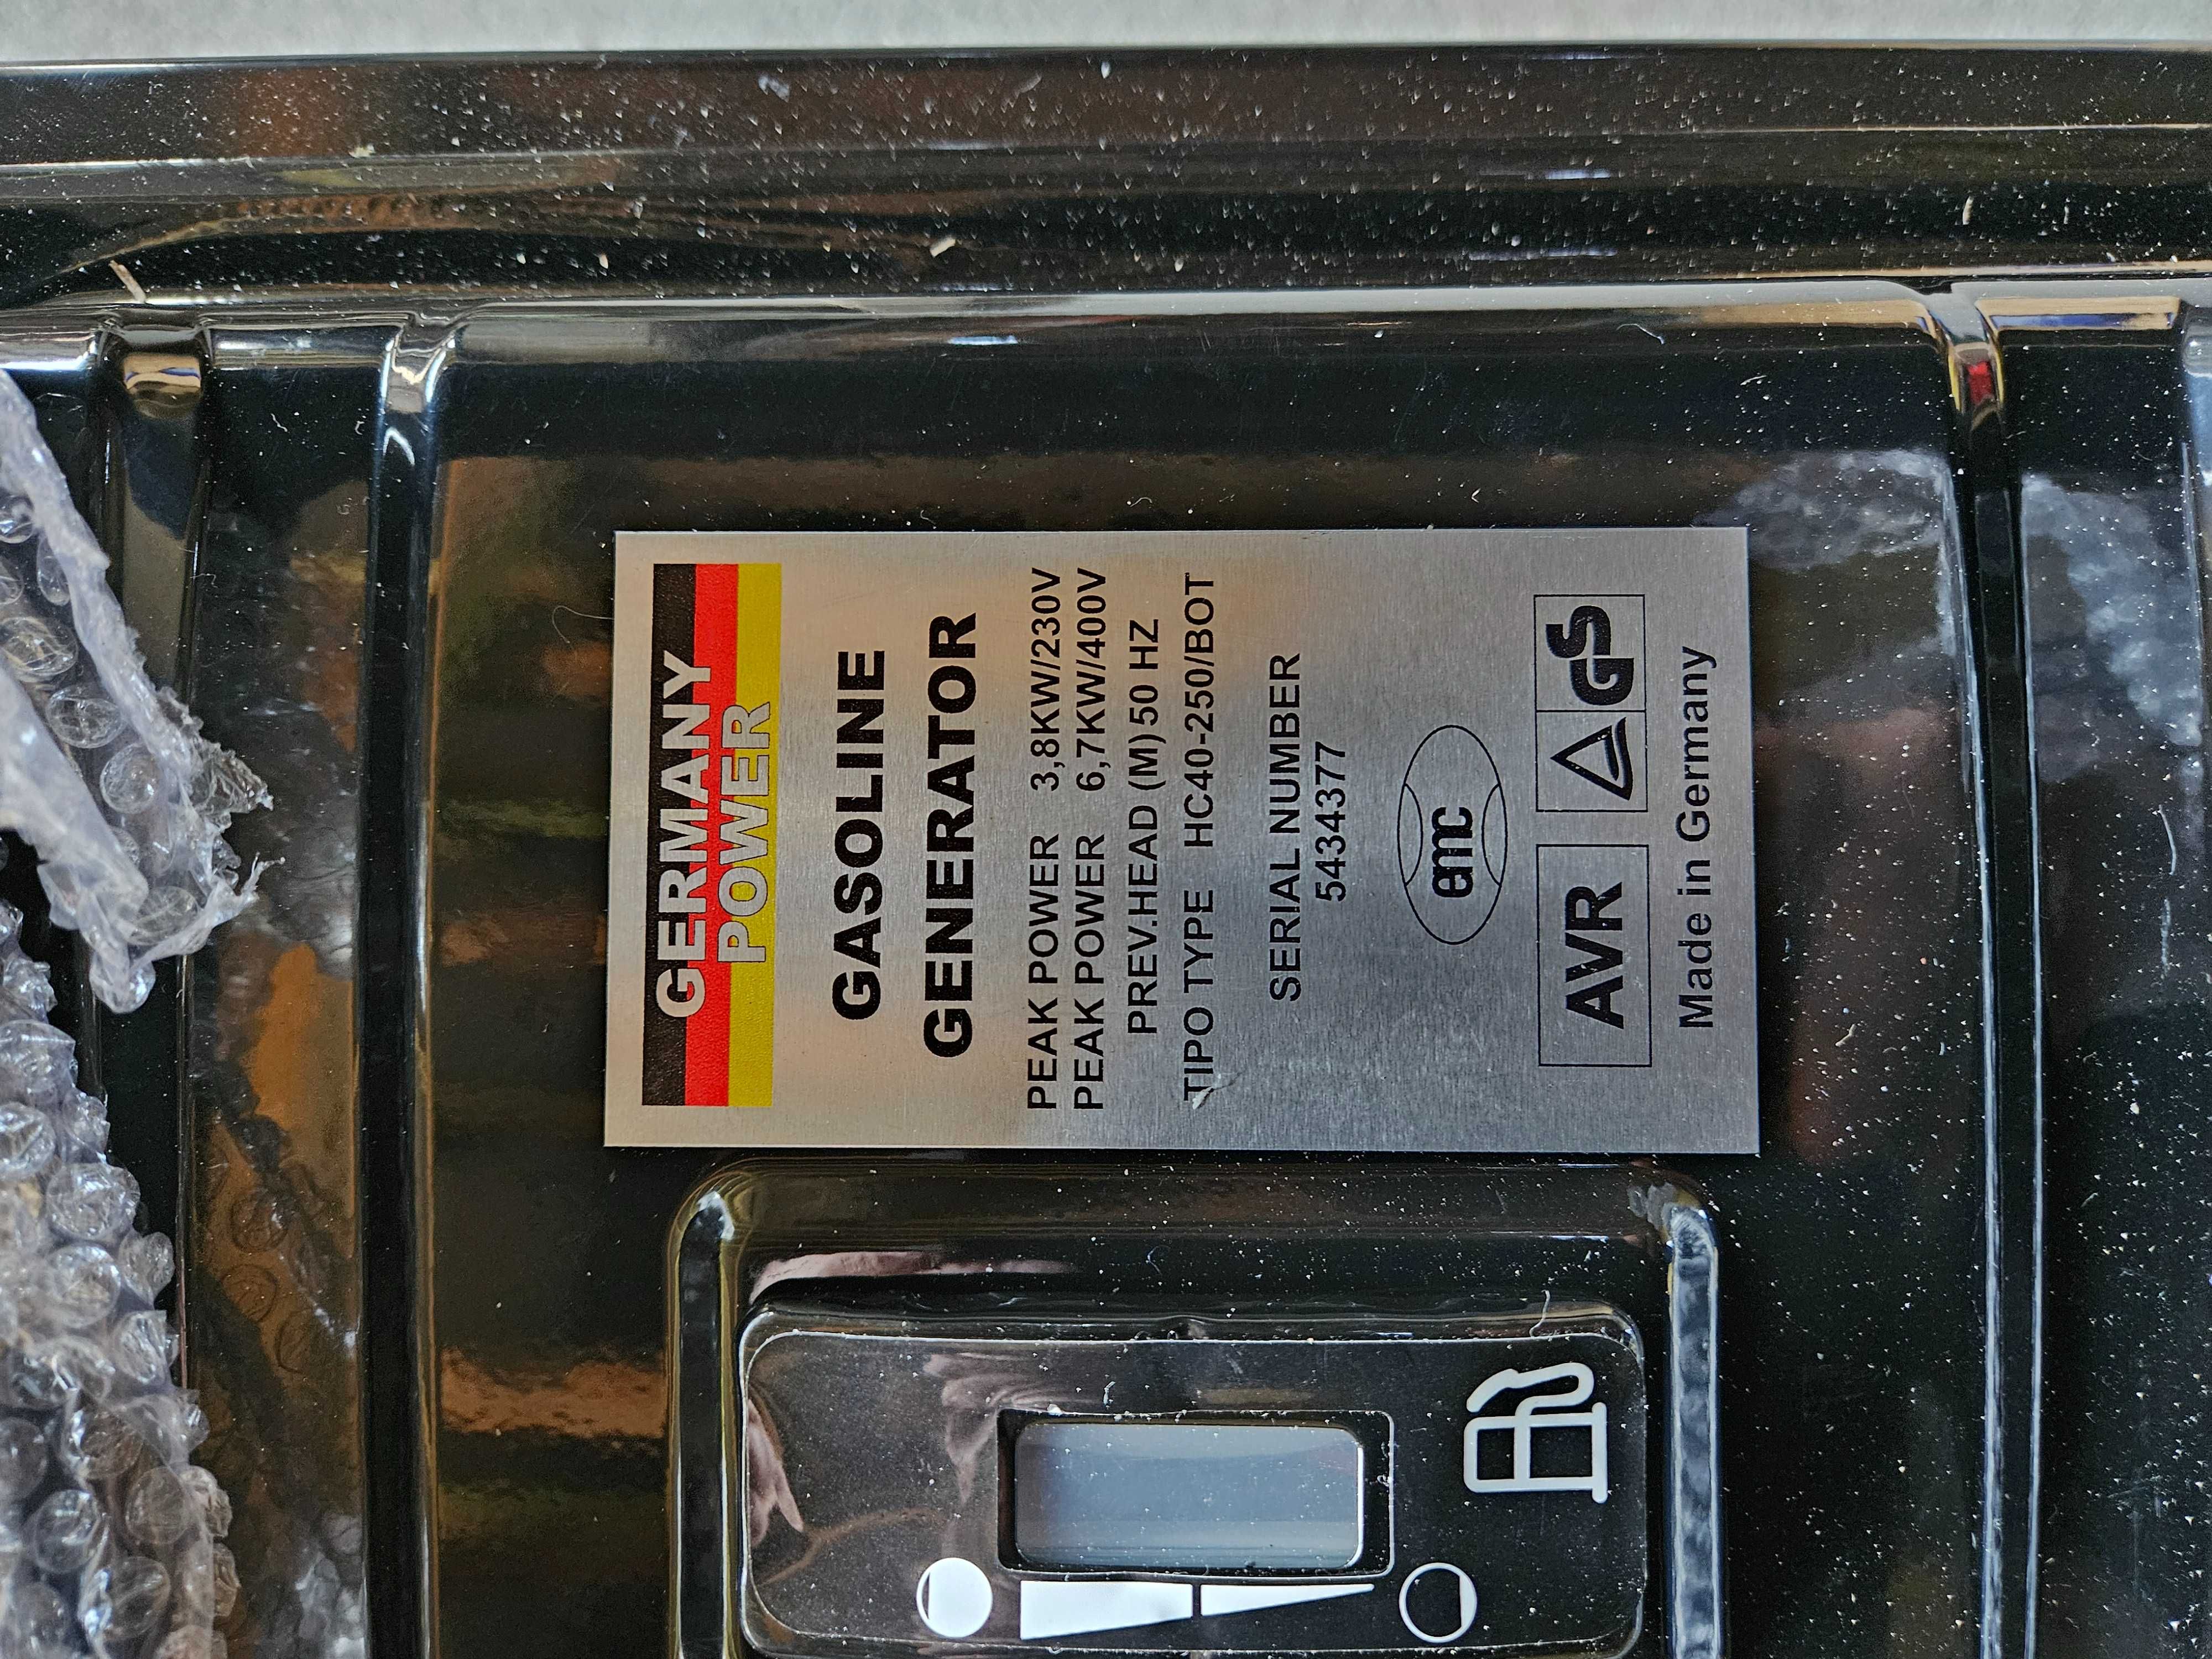 GERMANY
POWER
GASOLINE
GENERATOR
PEAK POWER 3,8KW/230V
PEAK POWER 6,7KW/400V
PREV.HEAD (M) 50 HZ
TIPO TYPE HC40-250/BOT
SERIAL NUMBER
5434377
emc
AVR GS
Made in Germany